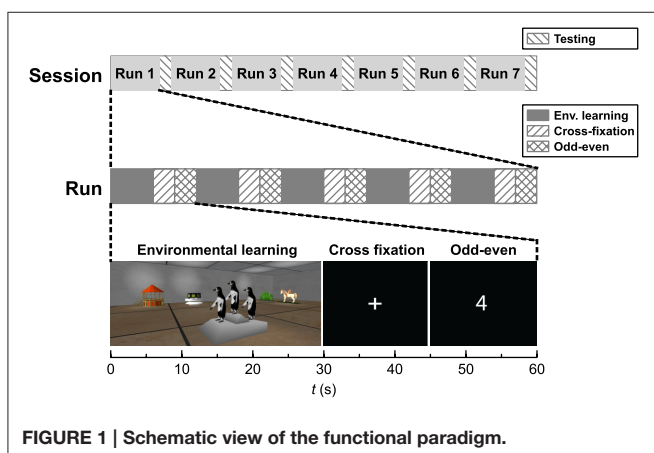 Testing
Session Run 1 Run 2 Run 3 Run 4 Run 5 Run 6 Run 7
Env. learning
Cross-fixation
Odd-even
Run
Environmental learning Cross fixation Odd-even
+ 4
0 10 20 30 40 50 60
t (s)
FIGURE 1 | Schematic view of the functional paradigm.